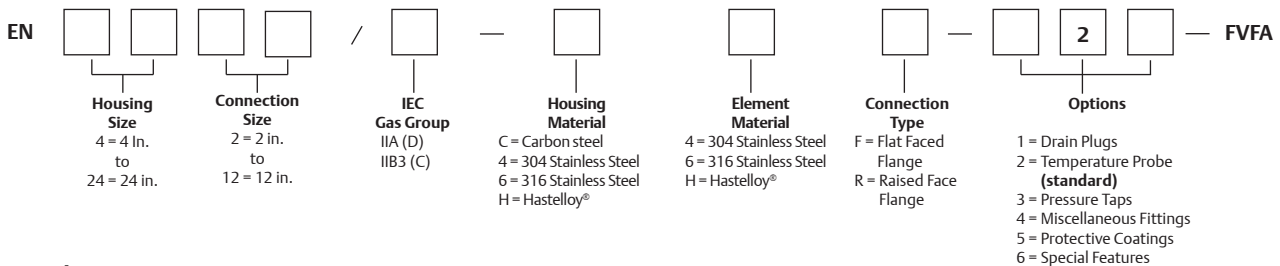 EN / — — 2 — FVFA
Housing
Size
4 = 4 In.
to
24 = 24 in.
Connection
Size
2 = 2 in.
to
12 = 12 in.
IEC
Gas Group
IIA (D)
IIB3 (C)
Housing
Material
C = Carbon steel
4 = 304 Stainless Steel
6 = 316 Stainless Steel
H = Hastelloy®
Element
Material
4 = 304 Stainless Steel
6 = 316 Stainless Steel
H = Hastelloy®
Connection
Type
F = Flat Faced
Flange
R = Raised Face
Flange
Options
1 = Drain Plugs
2 = Temperature Probe
(standard)
3 = Pressure Taps
4 = Miscellaneous Fittings
5 = Protective Coatings
6 = Special Features